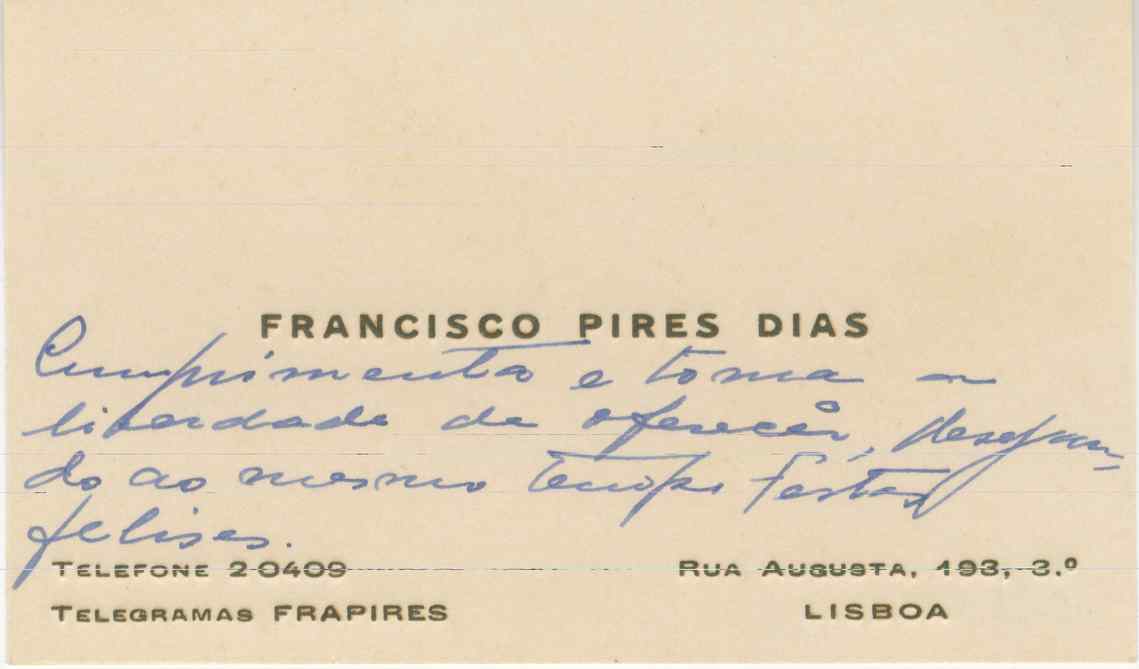 FRANCISCO PIRES DIAS
Cumprimenta e toma a
liberdade de oferecer, desejan-
do ao mesmo tempo Festas
felises.
TELEFONE 2 0409
RUA AUGUSTA, 193, 3.º
TELEGRAMAS FRAPIRES
LISBOA